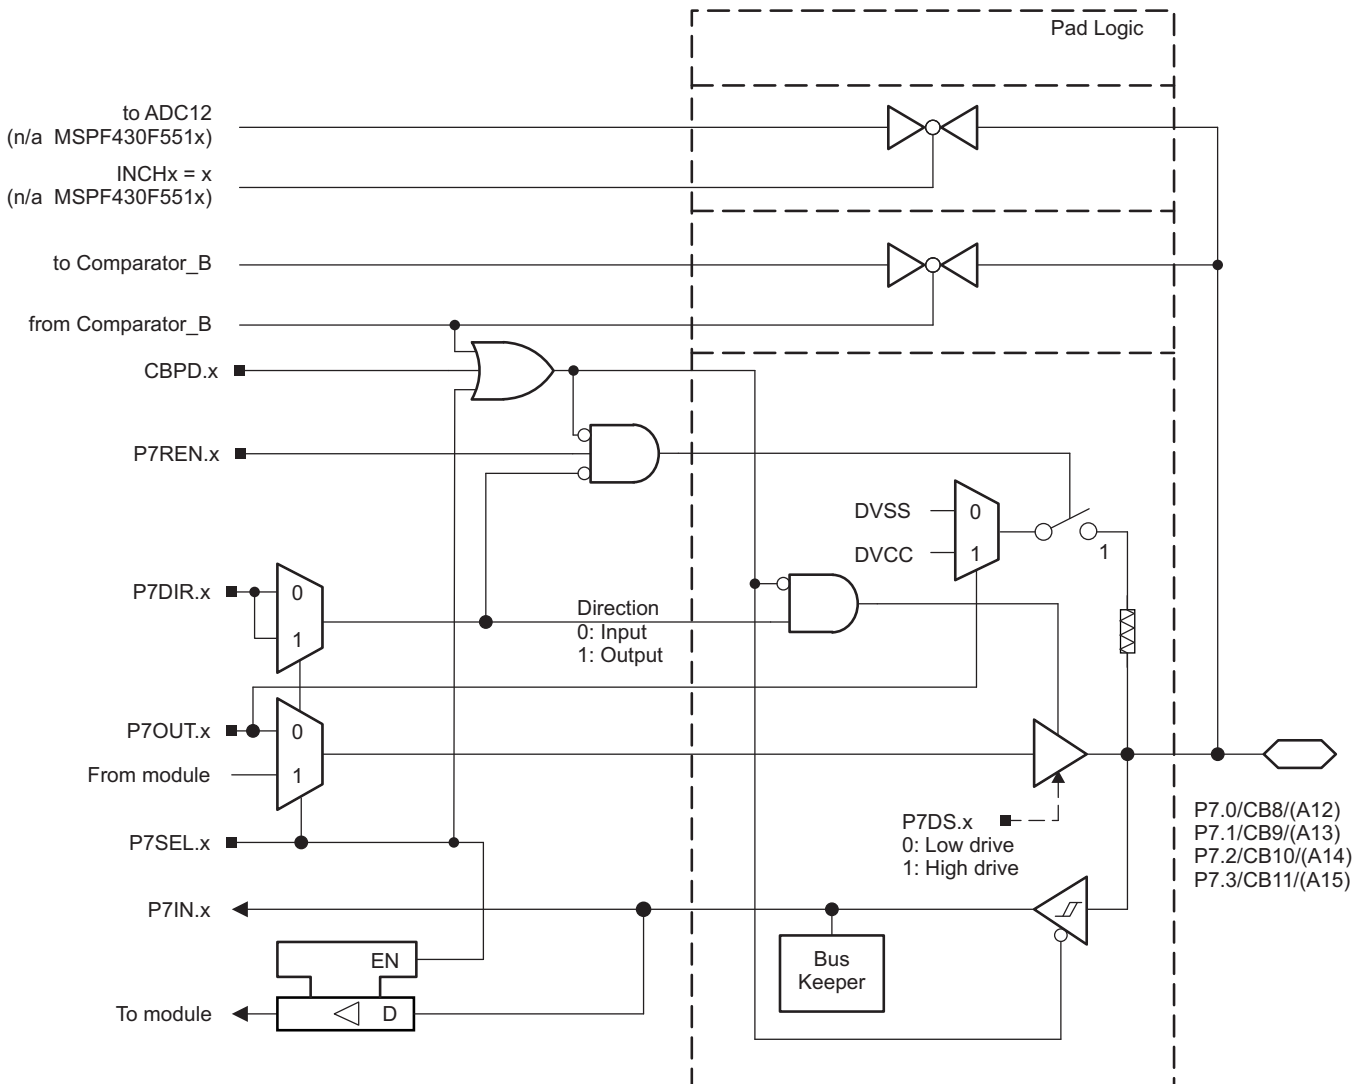 Pad Logic
to ADC12
(n/a MSPF430F551x)
INCHx = x
(n/a MSPF430F551x)
to Comparator_B
from Comparator_B
CBPD.x
P7REN.x
DVSS
0
DVCC
1
1
P7DIR.x
0
1
Direction
0: Input
1: Output
P7OUT.x
0
From module
1
P7SEL.x
P7DS.x
0: Low drive
1: High drive
P7.0/CB8/(A12)
P7.1/CB9/(A13)
P7.2/CB10/(A14)
P7.3/CB11/(A15)
P7IN.x
EN
Bus
Keeper
To module
D